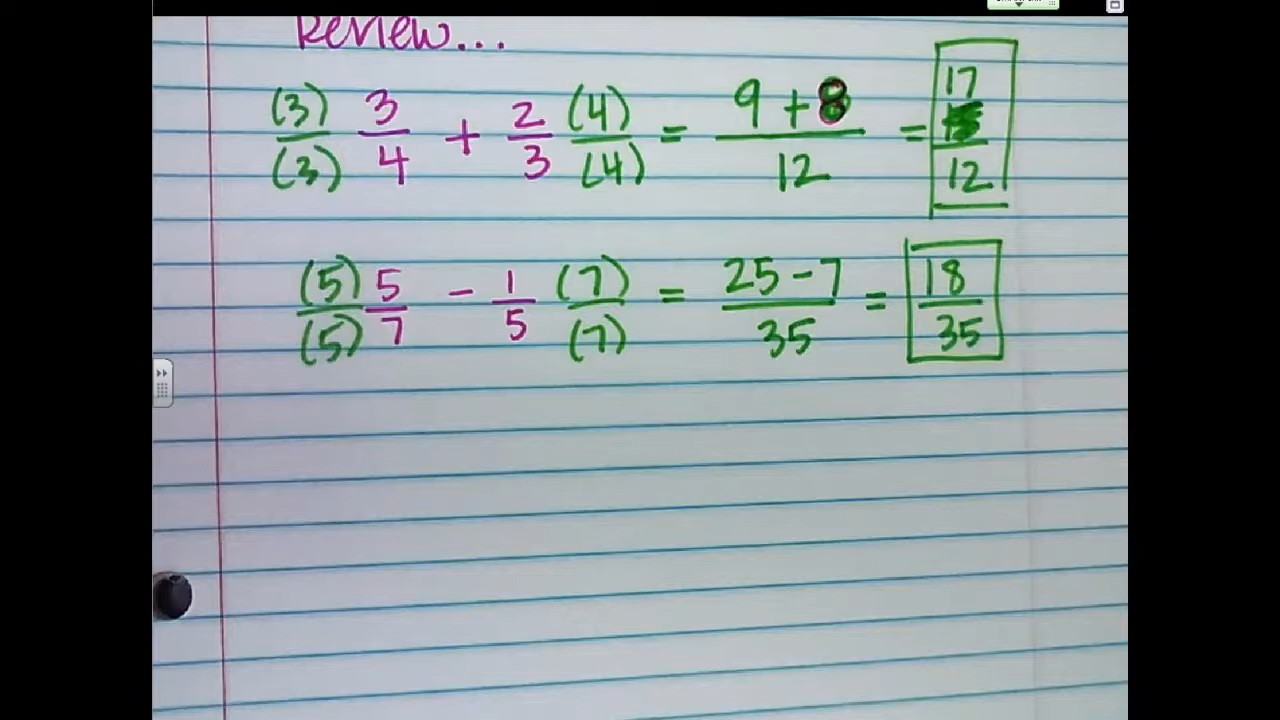 Review...
(3)/(3) 3/4 + 2/3 (4)/(4) = 9 + 8/12 = 17/12
(5)/(5) 5/7 - 1/5 (7)/(7) = 25 - 7/35 = 18/35